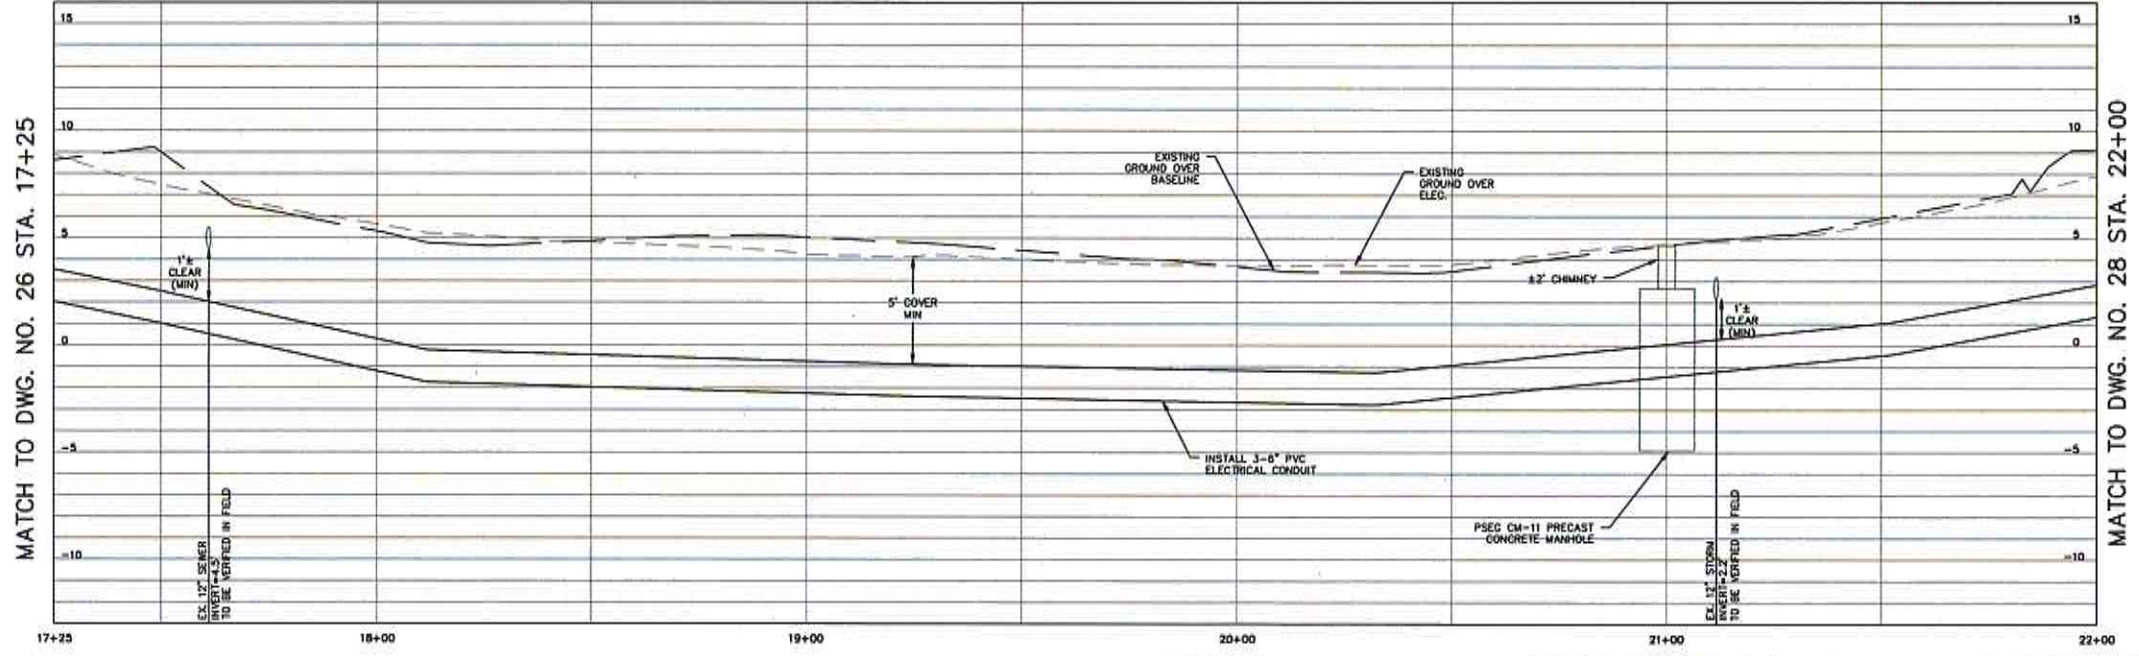 15
10
5
0
-5
-10
MATCH TO DWG. NO. 26 STA. 17+25
1'±
CLEAR
(MIN)
EX. 12" SEWER
INVERT=4.5'
TO BE VERIFIED IN FIELD
5' COVER
MIN
EXISTING
GROUND OVER
BASELINE
EXISTING
GROUND OVER
ELEC.
INSTALL 3-6" PVC
ELECTRICAL CONDUIT
±2' CHIMNEY
PSEG CM-11 PRECAST
CONCRETE MANHOLE
1'±
CLEAR
(MIN)
EX. 12" STORM
INVERT=2.2'
TO BE VERIFIED IN FIELD
15
10
5
0
-5
-10
MATCH TO DWG. NO. 28 STA. 22+00
17+25
18+00
19+00
20+00
21+00
22+00